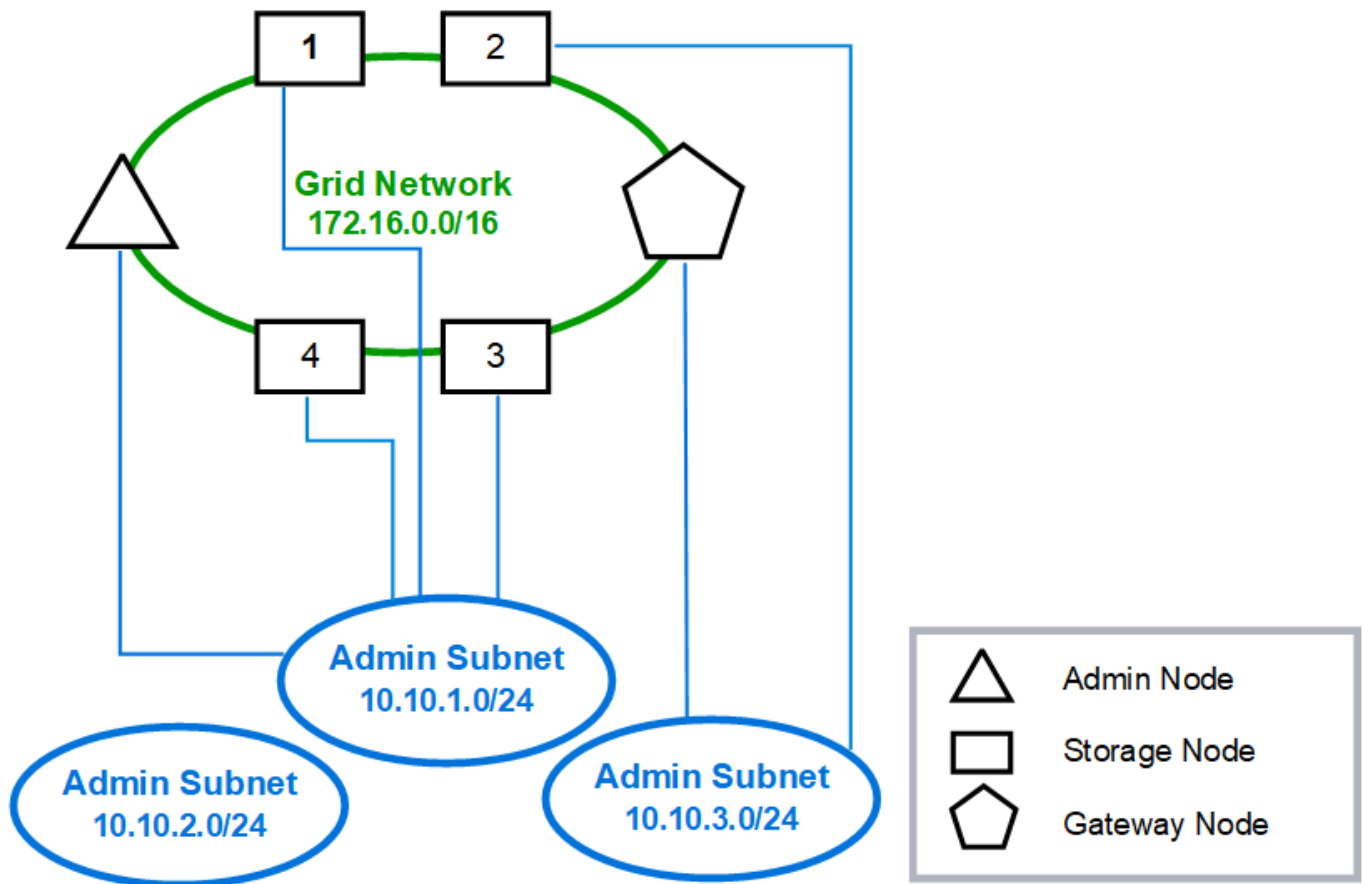 1
2
Grid Network
172.16.0.0/16
4
3
Admin Subnet
10.10.1.0/24
Admin Subnet
10.10.2.0/24
Admin Subnet
10.10.3.0/24
Admin Node
Storage Node
Gateway Node